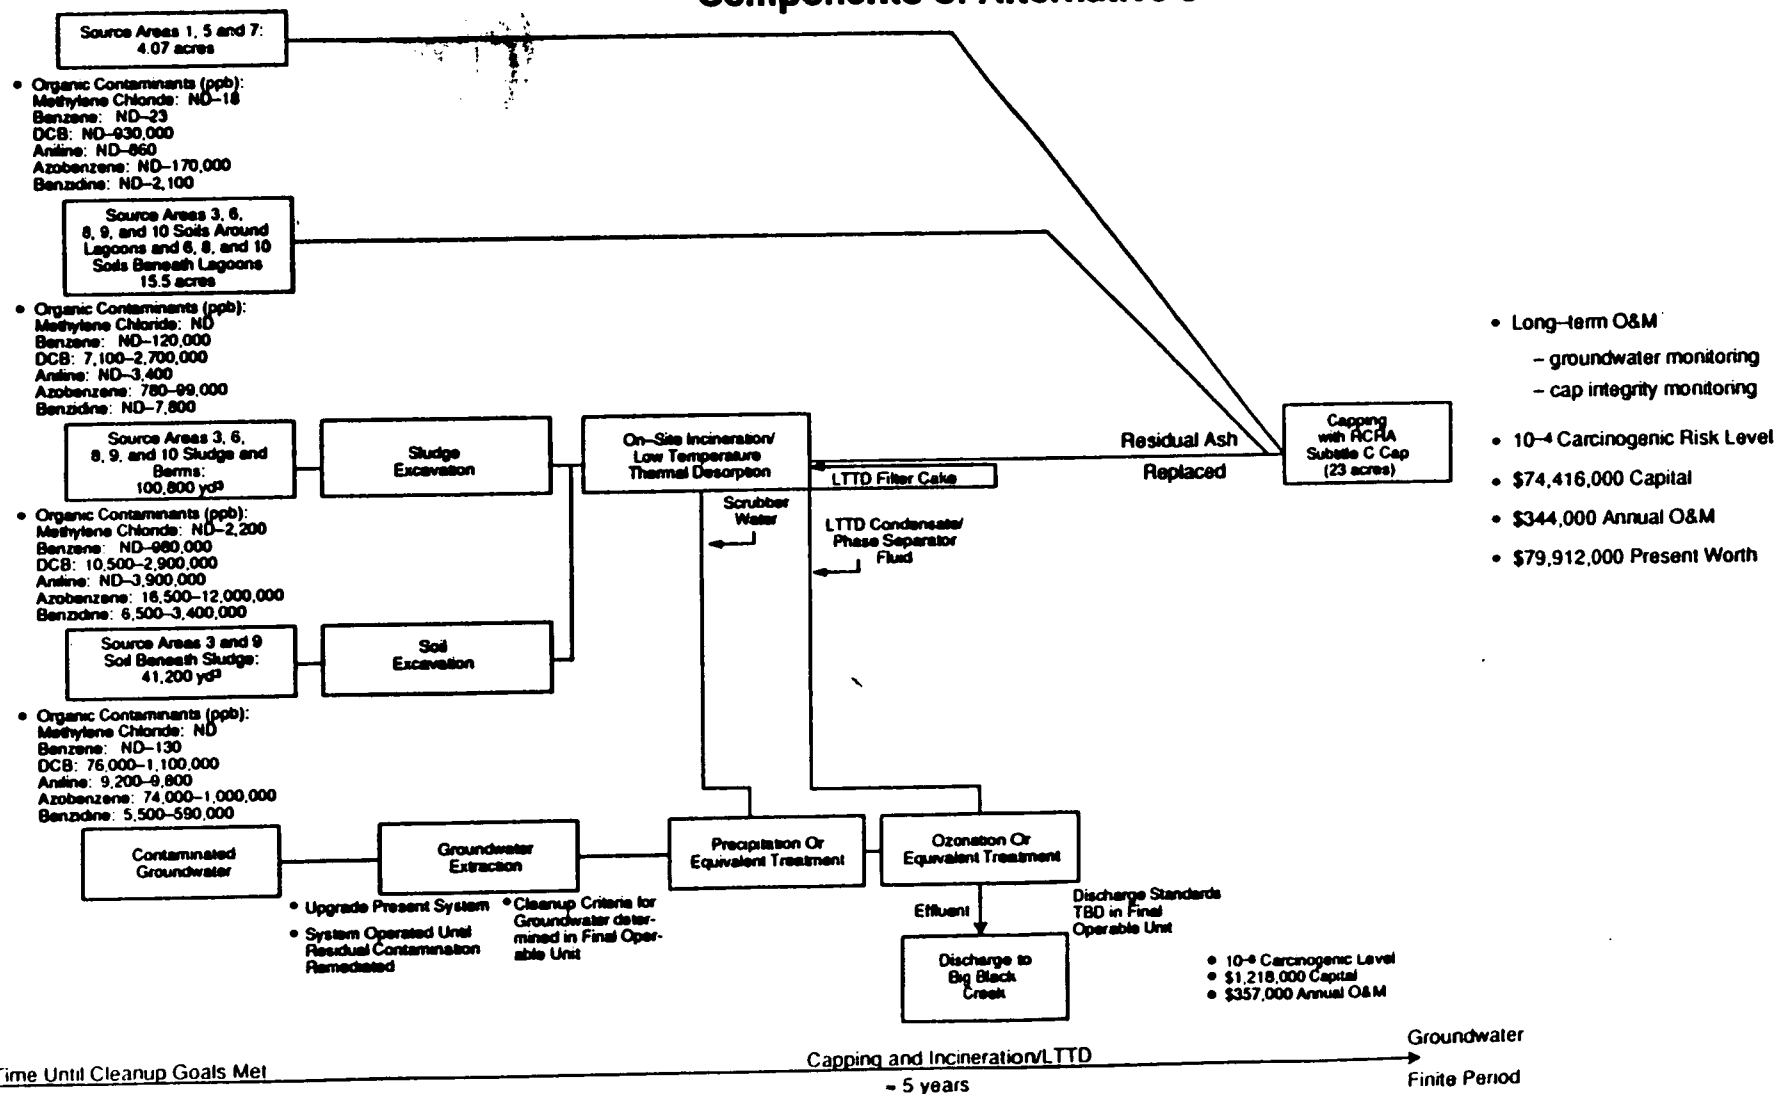 Source Areas 1, 5 and 7:
4.07 acres
• Organic Contaminants (ppb):
Methylene Chloride: ND–18
Benzene: ND–23
DCB: ND–930,000
Aniline: ND–860
Azobenzene: ND–170,000
Benzidine: ND–2,100
Source Areas 3, 6,
8, 9, and 10 Soils Around
Lagoons and 6, 8, and 10
Soils Beneath Lagoons
15.5 acres
• Organic Contaminants (ppb):
Methylene Chloride: ND
Benzene: ND–120,000
DCB: 7,100–2,700,000
Aniline: ND–3,400
Azobenzene: 780–99,000
Benzidine: ND–7,800
Source Areas 3, 6,
8, 9, and 10 Sludge and
Berms:
100,800 yd³
Sludge
Excavation
On–Site Incineration/
Low Temperature
Thermal Desorption
Residual Ash
Replaced
LTTD Filter Cake
Capping
with RCRA
Subtitle C Cap
(23 acres)
• Long–term O&M
– groundwater monitoring
– cap integrity monitoring
• 10⁻⁴ Carcinogenic Risk Level
• $74,416,000 Capital
• $344,000 Annual O&M
• $79,912,000 Present Worth
Scrubber
Water
LTTD Condensate/
Phase Separator
Fluid
• Organic Contaminants (ppb):
Methylene Chloride: ND–2,200
Benzene: ND–980,000
DCB: 10,500–2,900,000
Aniline: ND–3,900,000
Azobenzene: 16,500–12,000,000
Benzidine: 6,500–3,400,000
Source Areas 3 and 9
Soil Beneath Sludge:
41,200 yd³
Soil
Excavation
• Organic Contaminants (ppb):
Methylene Chloride: ND
Benzene: ND–130
DCB: 76,000–1,100,000
Aniline: 9,200–9,800
Azobenzene: 74,000–1,000,000
Benzidine: 5,500–590,000
Contaminated
Groundwater
Groundwater
Extraction
Precipitation Or
Equivalent Treatment
Ozonation Or
Equivalent Treatment
• Upgrade Present System
• System Operated Until
Residual Contamination
Remediated
• Cleanup Criteria for
Groundwater deter-
mined in Final Oper-
able Unit
Effluent
Discharge Standards
TBD in Final
Operable Unit
Discharge to
Big Black
Creek
• 10⁻⁶ Carcinogenic Level
• $1,218,000 Capital
• $357,000 Annual O&M
Time Until Cleanup Goals Met
Capping and Incineration/LTTD
~ 5 years
Groundwater
Finite Period